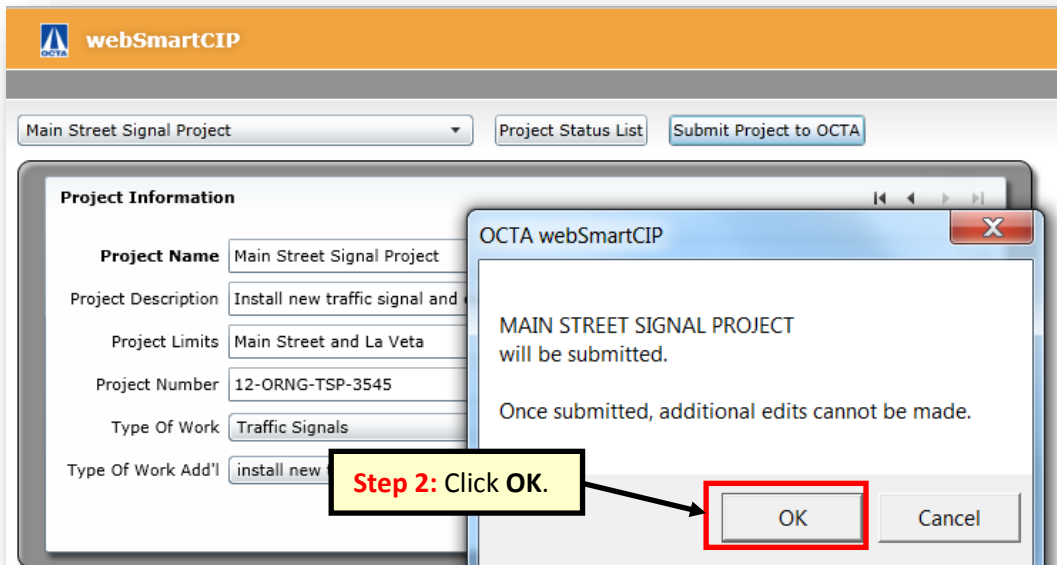 OCTA
webSmartCIP
Main Street Signal Project
Project Status List
Submit Project to OCTA
Project Information
Project Name Main Street Signal Project
Project Description Install new traffic signal and
Project Limits Main Street and La Veta
Project Number 12-ORNG-TSP-3545
Type Of Work Traffic Signals
Type Of Work Add'l install new
OCTA webSmartCIP
X
MAIN STREET SIGNAL PROJECT
will be submitted.
Once submitted, additional edits cannot be made.
Step 2: Click OK.
OK
Cancel